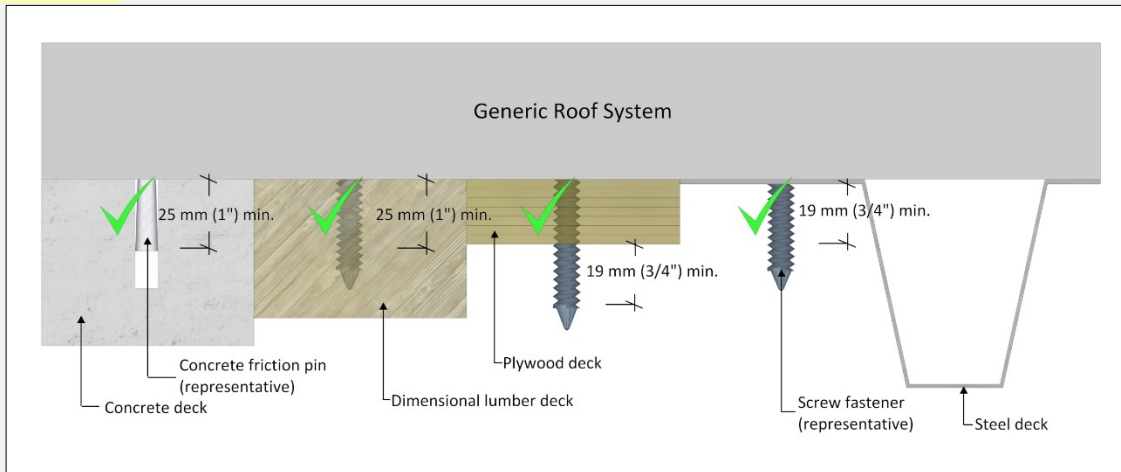 Generic Roof System
25 mm (1") min.
25 mm (1") min.
19 mm (3/4") min.
19 mm (3/4") min.
Concrete friction pin
(representative)
Concrete deck
Dimensional lumber deck
Plywood deck
Screw fastener
(representative)
Steel deck